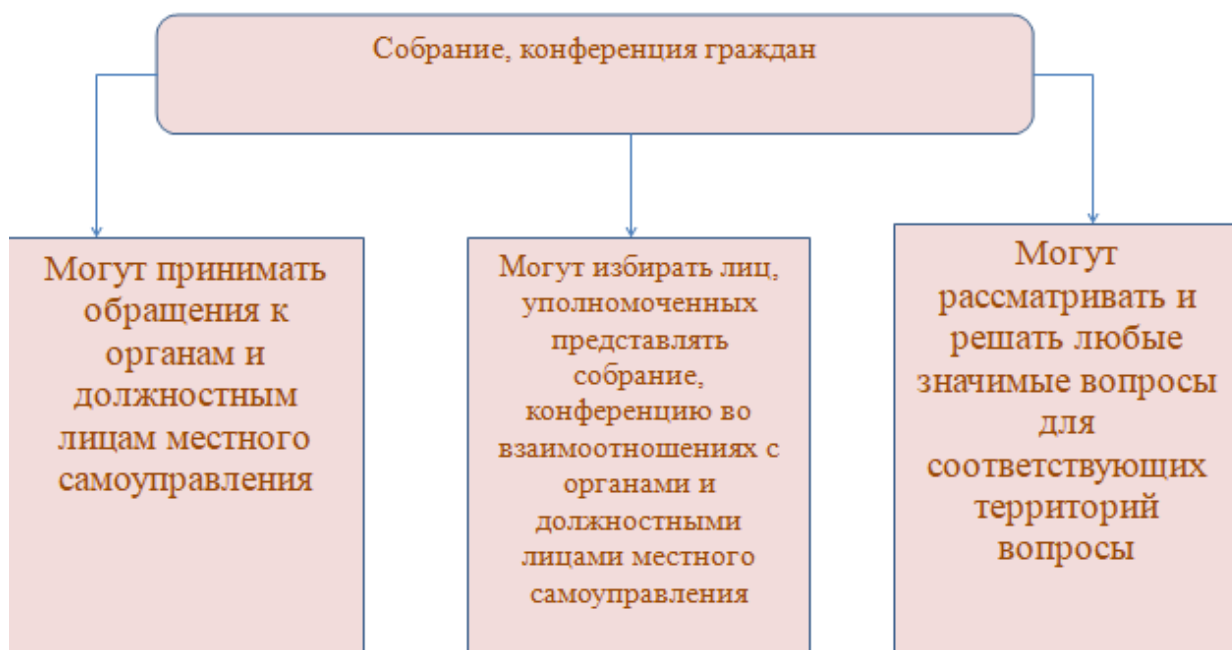 Собрание, конференция граждан
Могут принимать
обращения к
органам и
должностным
лицам местного
самоуправления
Могут избирать лиц,
уполномоченных
представлять
собрание,
конференцию во
взаимоотношениях с
органами и
должностными
лицами местного
самоуправления
Могут
рассматривать и
решать любые
значимые вопросы
для
соответствующих
территорий
вопросы